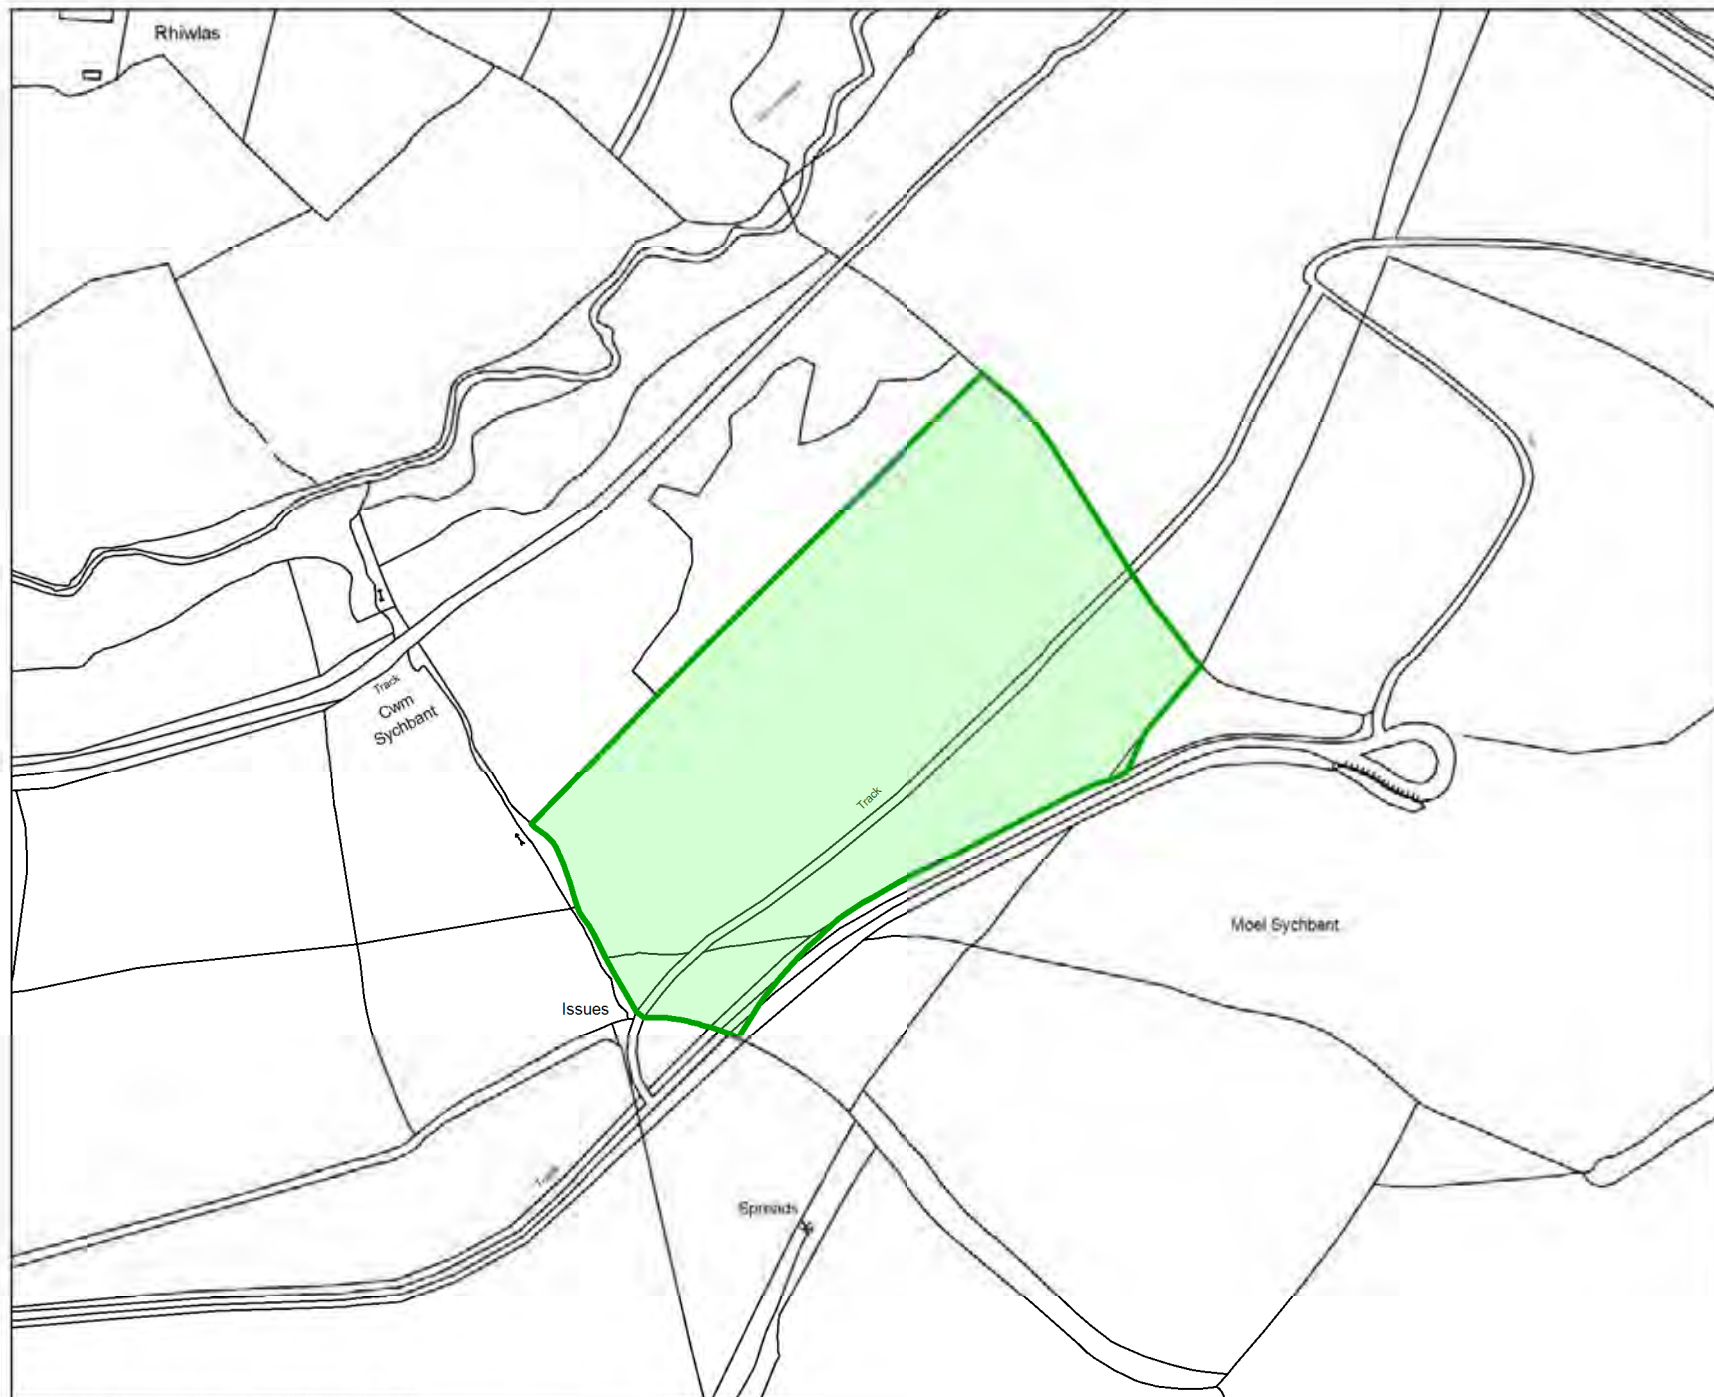 Rhiwlas
Track
Cwm
Sychbant
Track
Moel Sychbant
Issues
Track
Spreads